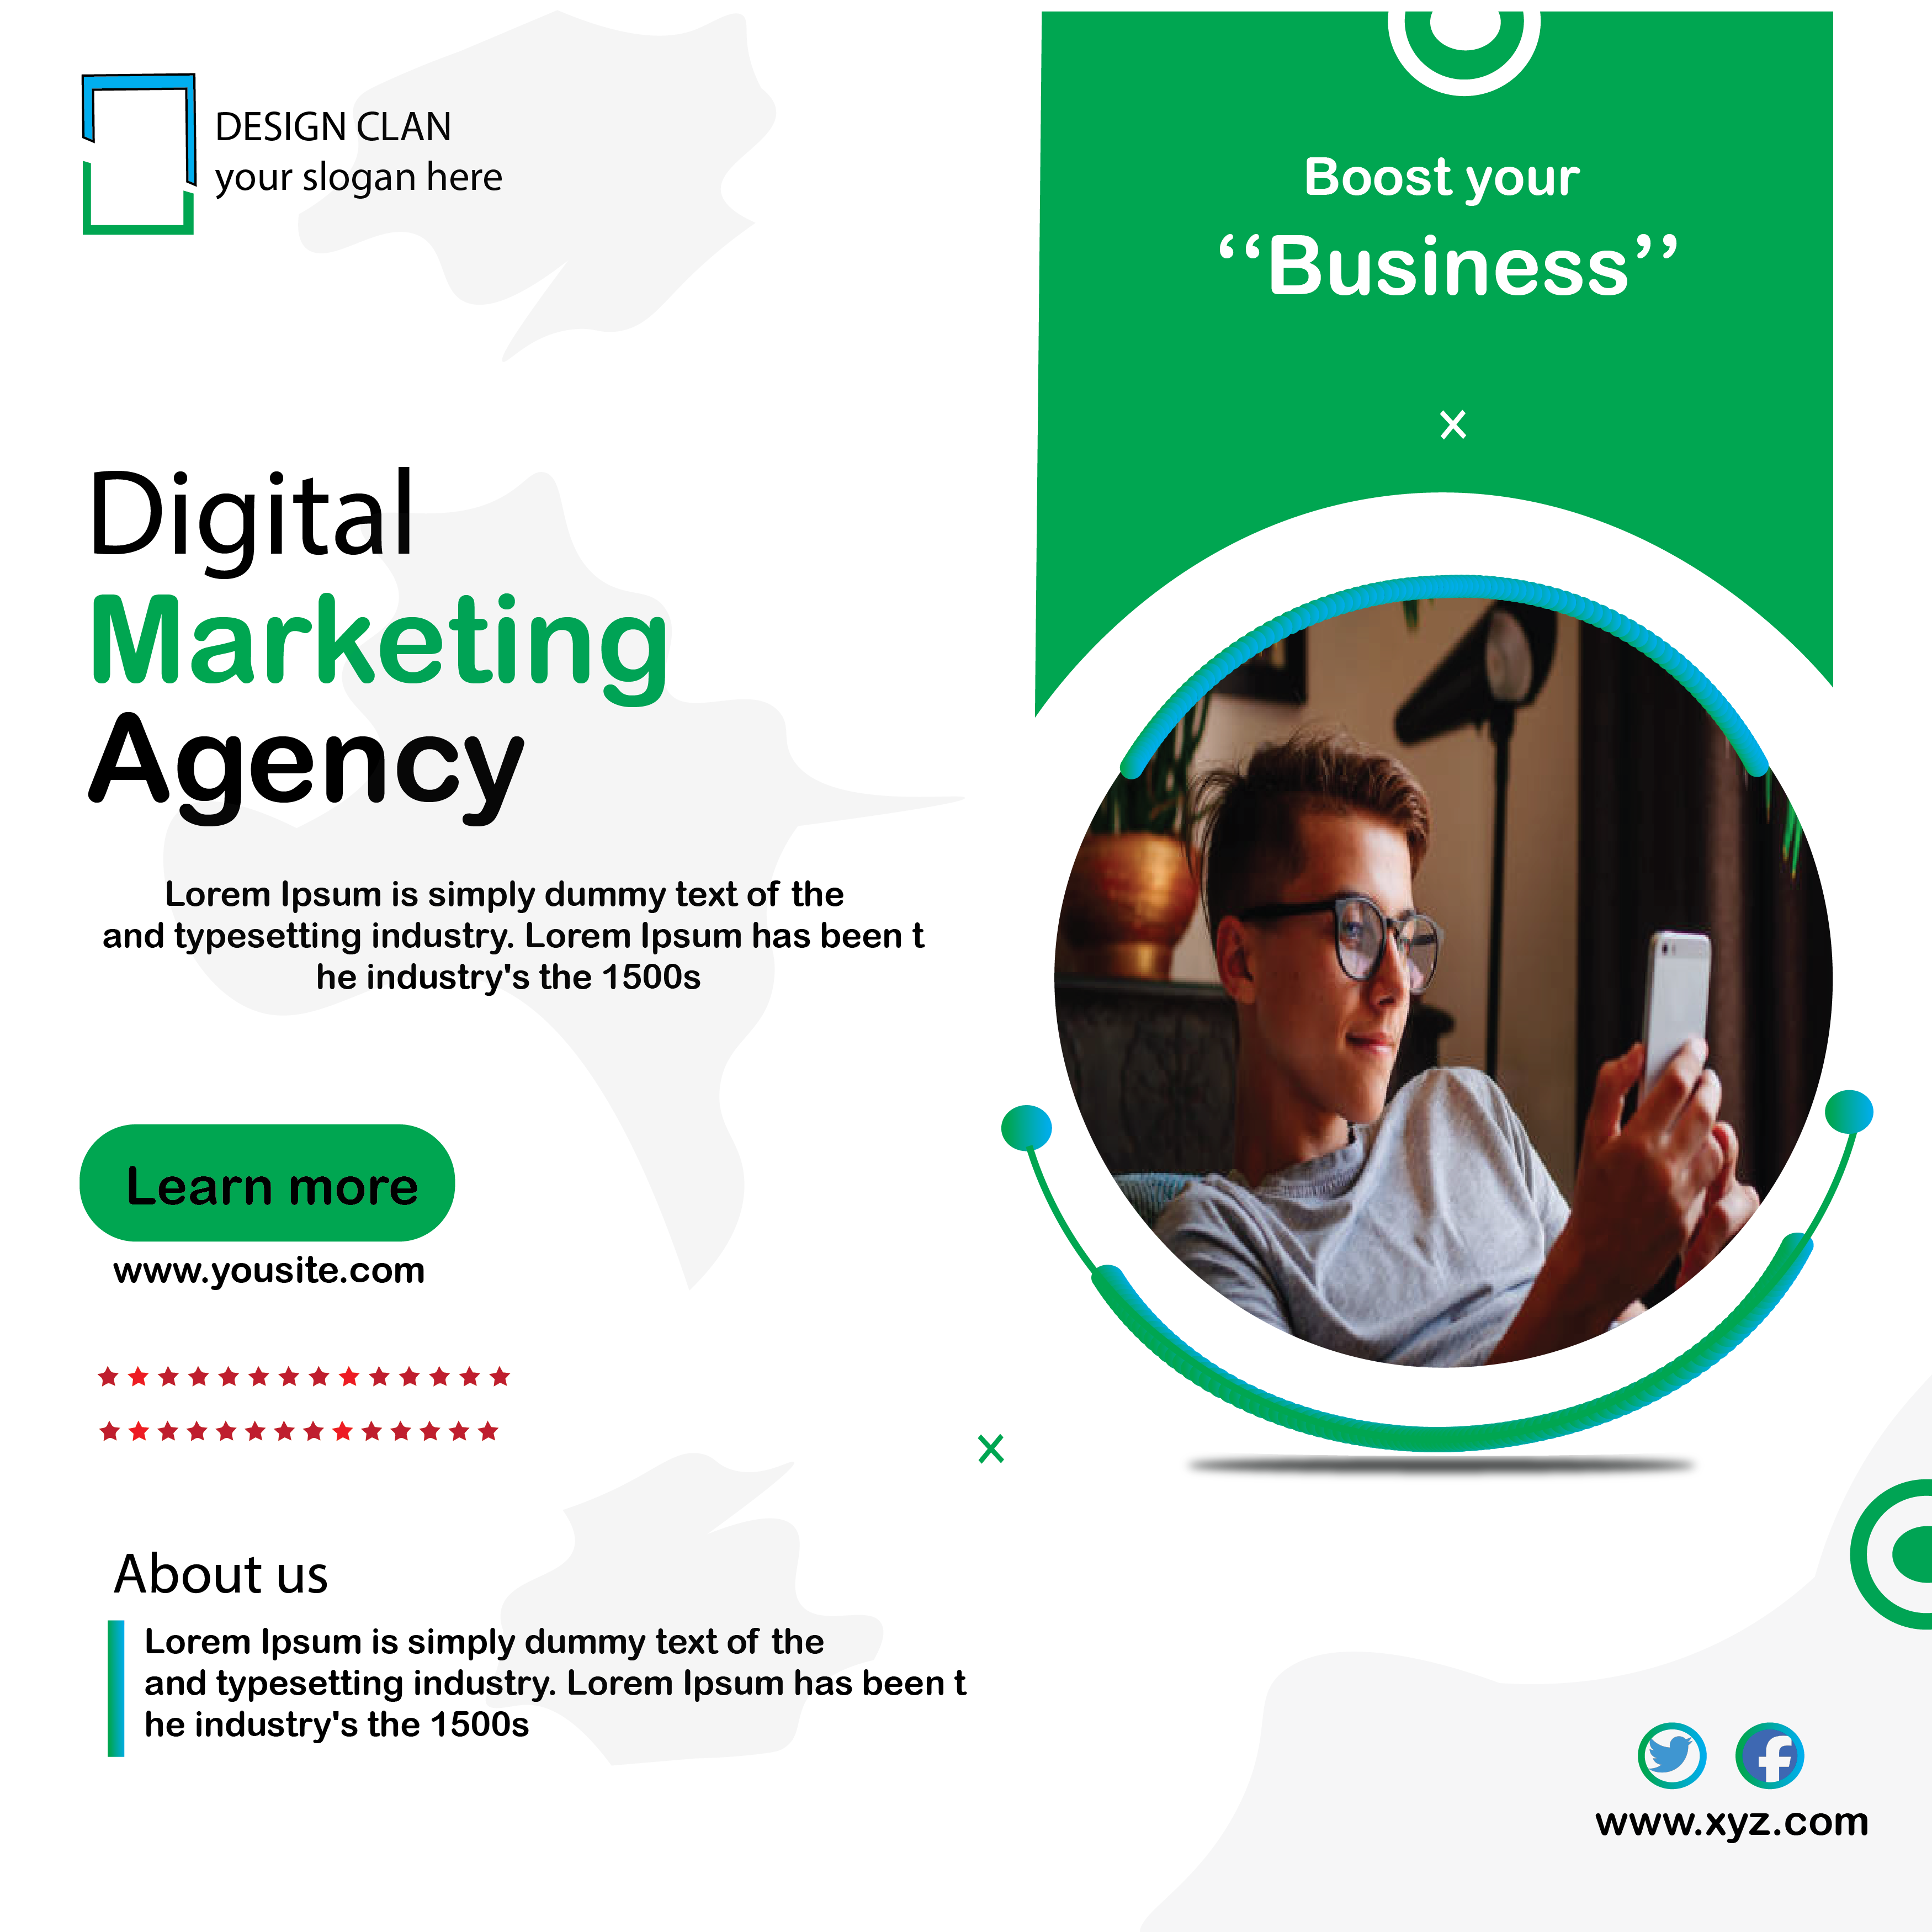 DESIGN CLAN
your slogan here
Boost your
‘‘Business’’
Digital
Marketing
Agency
Lorem Ipsum is simply dummy text of the
and typesetting industry. Lorem Ipsum has been t
he industry's the 1500s
Learn more
www.yousite.com
About us
Lorem Ipsum is simply dummy text of the
and typesetting industry. Lorem Ipsum has been t
he industry's the 1500s
www.xyz.com